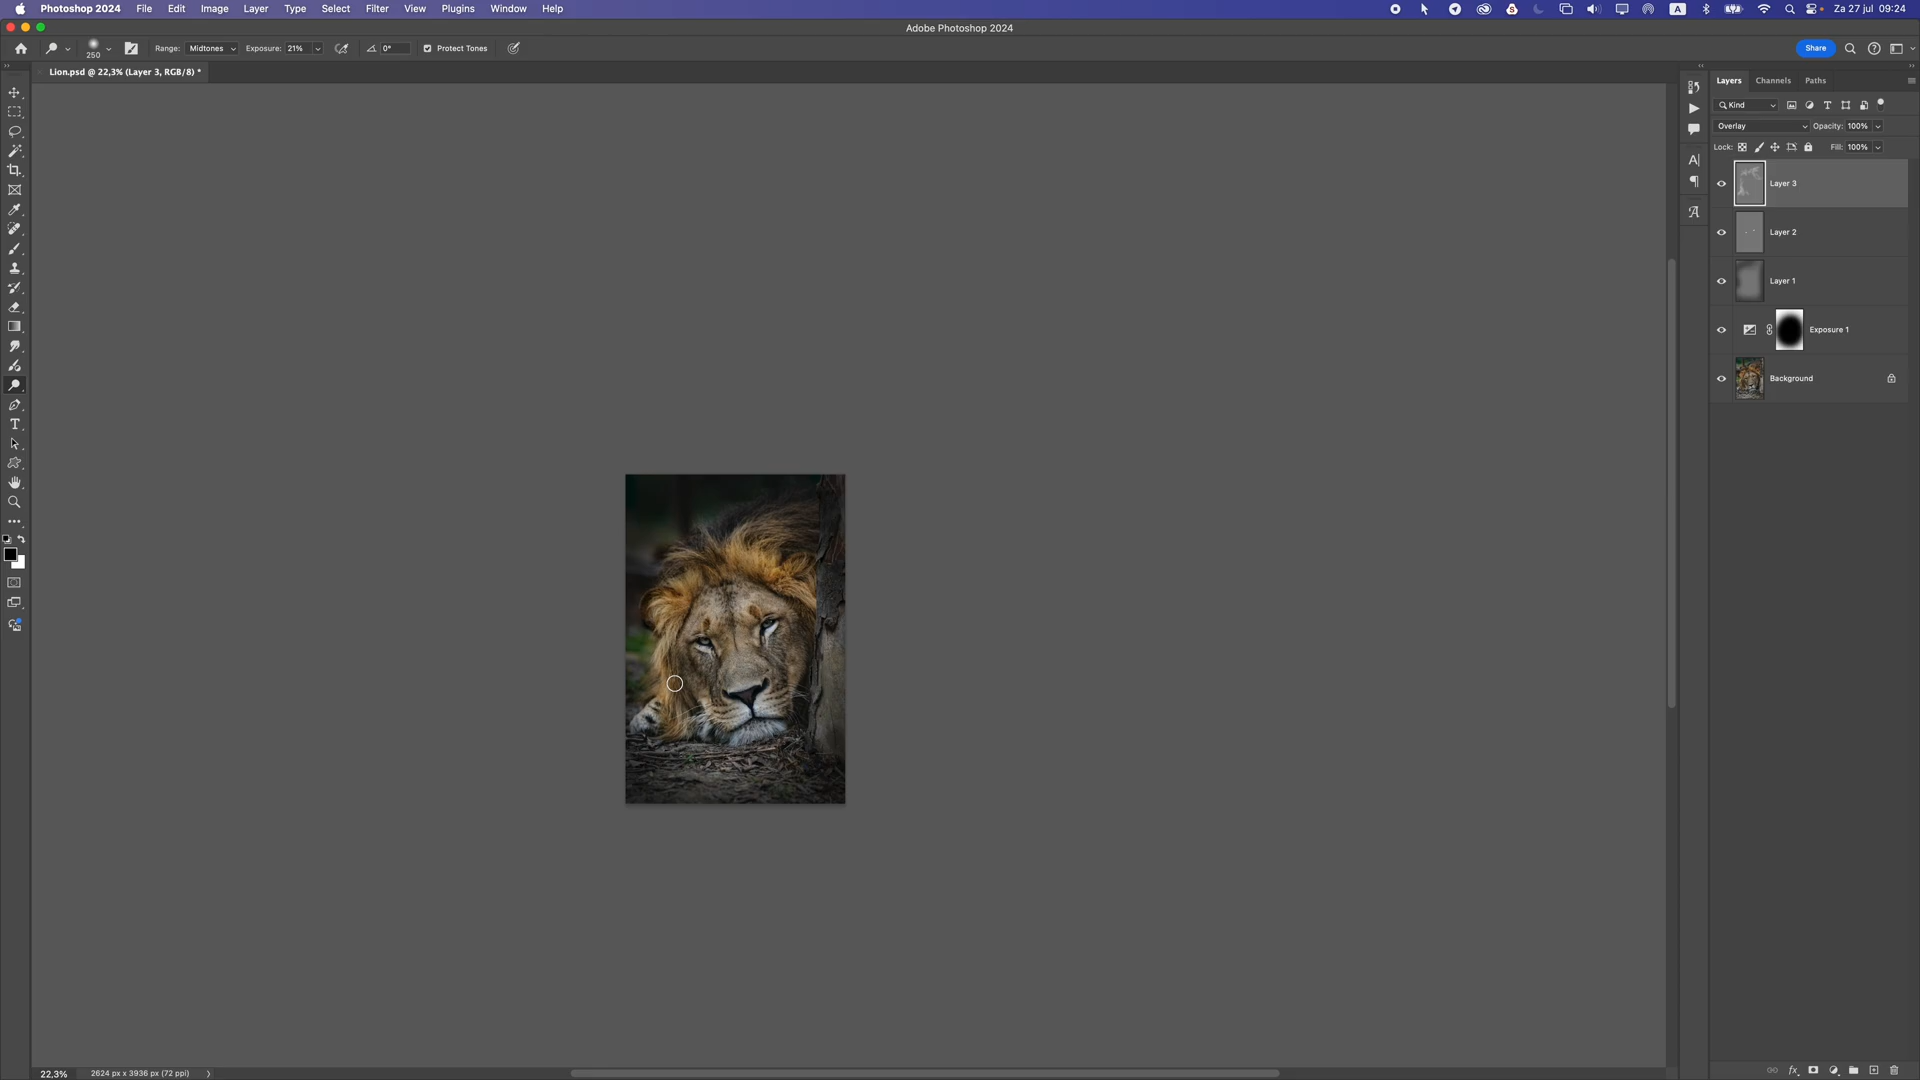 Photoshop 2024 File Edit Image Layer Type Select Filter View Plugins Window Help A Za 27 jul 09:24
Adobe Photoshop 2024
250 Range: Midtones Exposure: 21% 0° Protect Tones Share
Lion.psd @ 22,3% (Layer 3, RGB/8) *
Layers Channels Paths
Kind
Overlay Opacity: 100%
Lock: Fill: 100%
Layer 3
Layer 2
Layer 1
Exposure 1
Background
22,3% 2624 px x 3936 px (72 ppi)